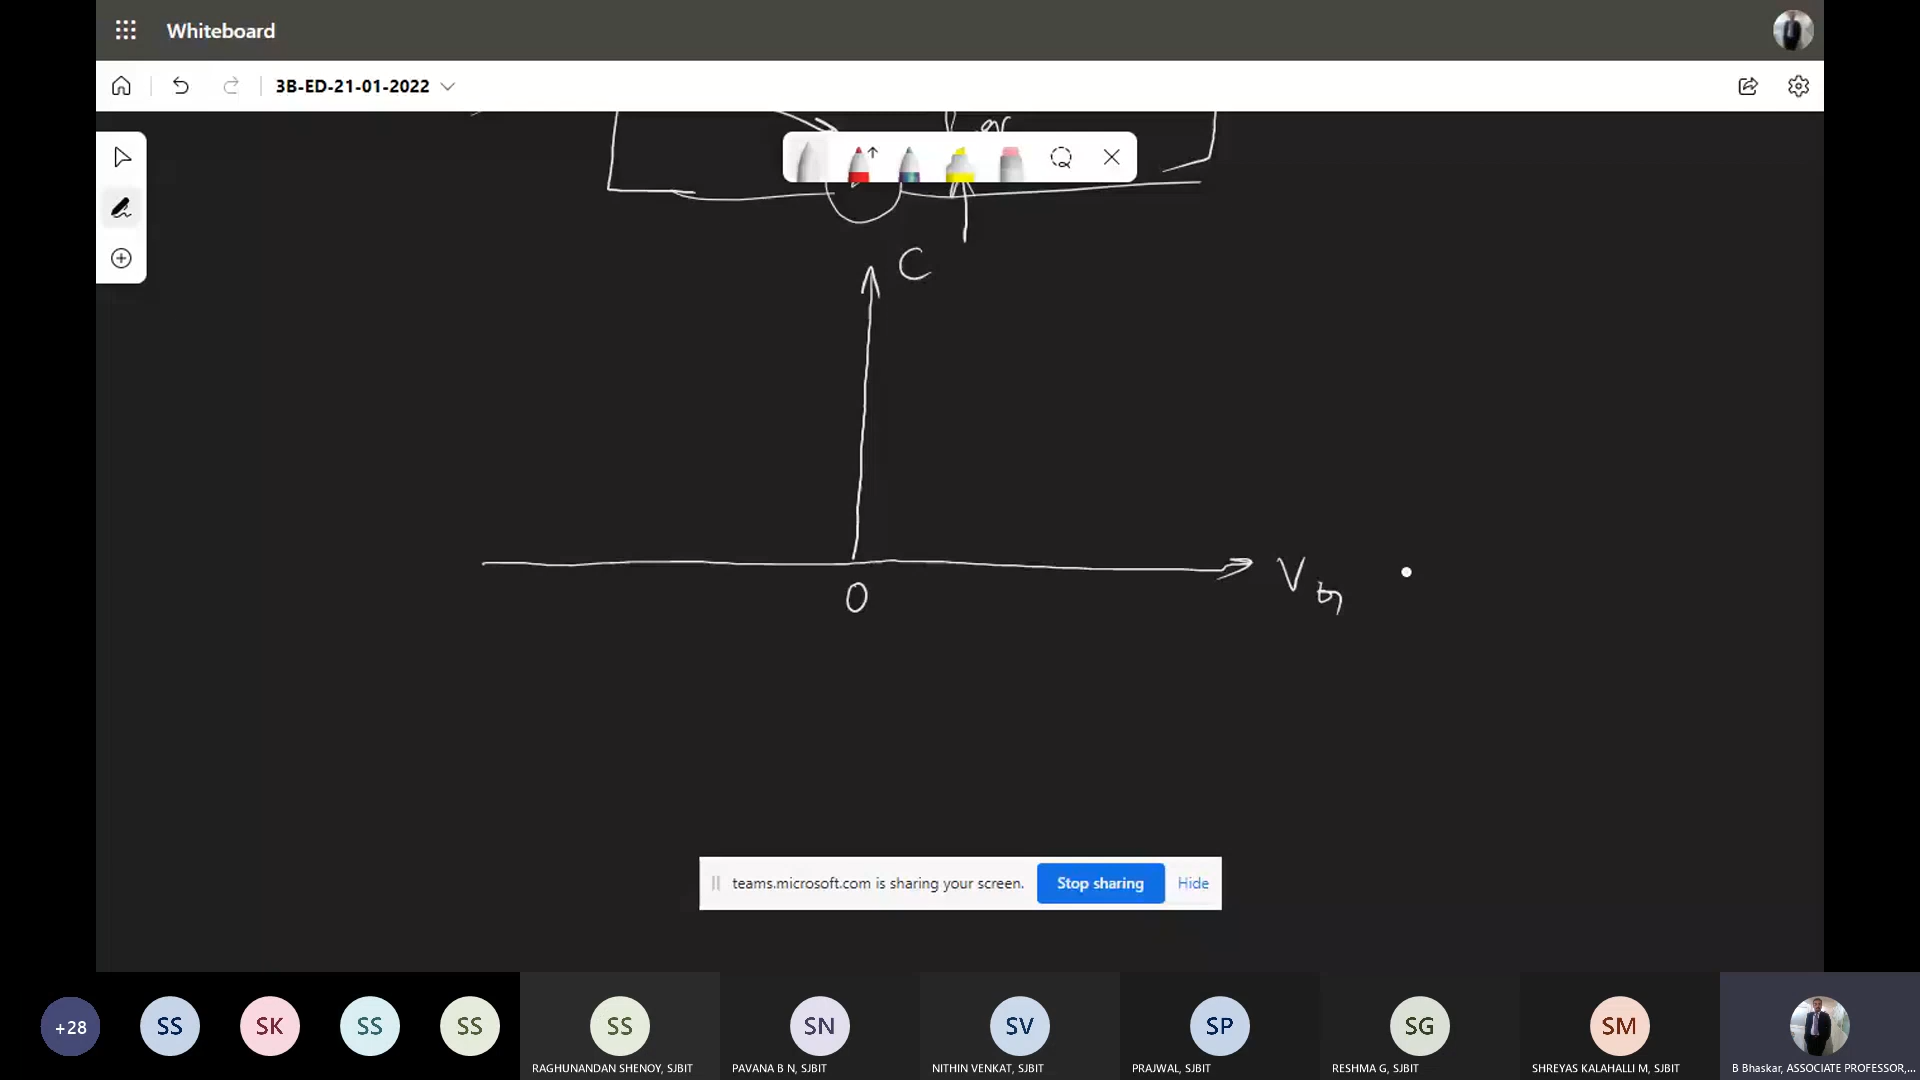 Whiteboard
3B-ED-21-01-2022
C
0
V
teams.microsoft.com is sharing your screen. Stop sharing Hide
+28 SS SK SS SS SS SN SV SP SG SM
RAGHUNANDAN SHENOY, SJBIT PAVANA B N, SJBIT NITHIN VENKAT, SJBIT PRAJWAL, SJBIT RESHMA G, SJBIT SHREYAS KALAHALLI M, SJBIT B Bhaskar, ASSOCIATE PROFESSOR,...